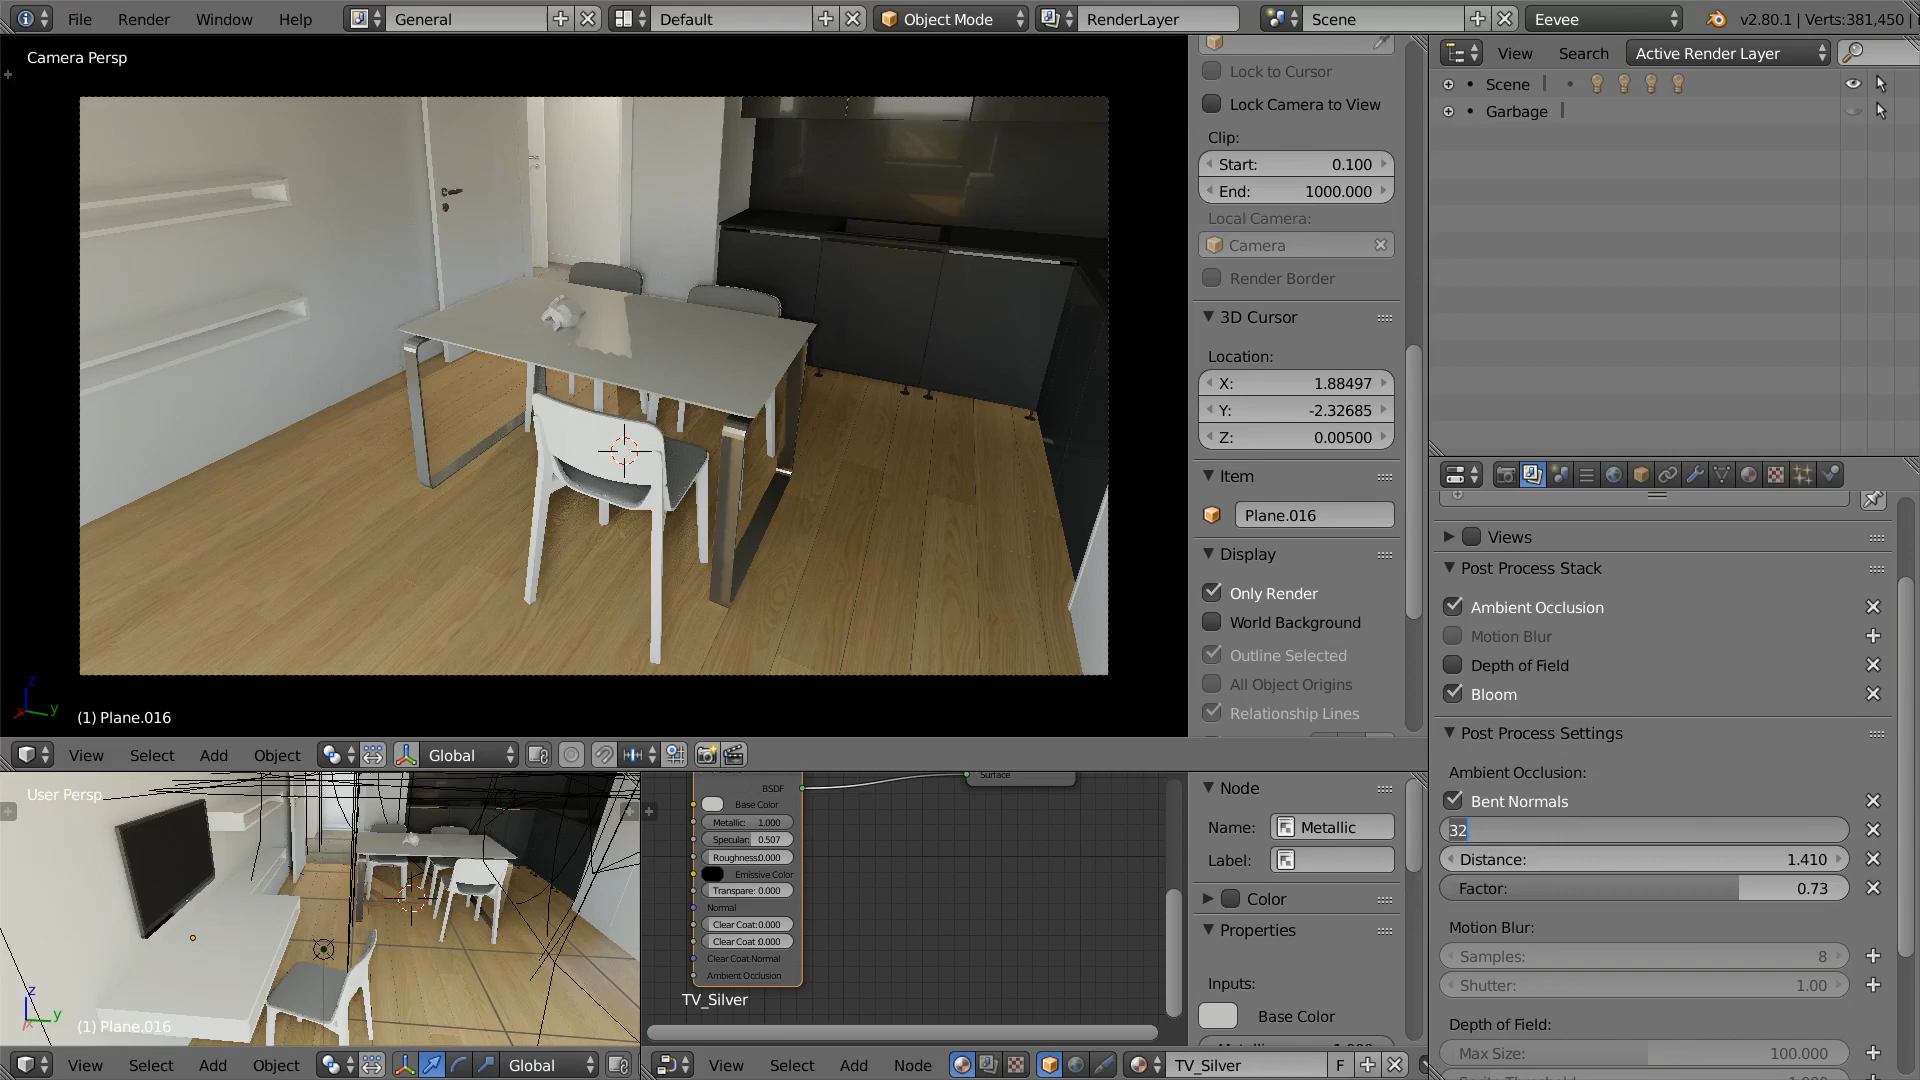 File Render Window Help General Default Object Mode RenderLayer Scene Eevee v2.80.1 | Verts:381,450 |
Camera Persp
(1) Plane.016
View Select Add Object Global
Lock to Cursor
Lock Camera to View
Clip:
Start: 0.100
End: 1000.000
Local Camera:
Camera
Render Border
3D Cursor
Location:
X: 1.88497
Y: -2.32685
Z: 0.00500
Item
Plane.016
Display
Only Render
World Background
Outline Selected
All Object Origins
Relationship Lines
View Search Active Render Layer
Scene
Garbage
Views
Post Process Stack
Ambient Occlusion
Motion Blur
Depth of Field
Bloom
Post Process Settings
Ambient Occlusion:
Bent Normals
32
Distance: 1.410
Factor: 0.73
Motion Blur:
Samples: 8
Shutter: 1.00
Depth of Field:
Max Size: 100.000
User Persp
(1) Plane.016
View Select Add Object Global
Surface
BSDF
Base Color
Metallic: 1.000
Specular: 0.507
Roughness:0.000
Emissive Color
Transpare: 0.000
Normal
Clear Coat:0.000
Clear Coat :0.000
Clear Coat.Normal
Ambient Occlusion
TV_Silver
Node
Name: Metallic
Label:
Color
Properties
Inputs:
Base Color
View Select Add Node TV_Silver F